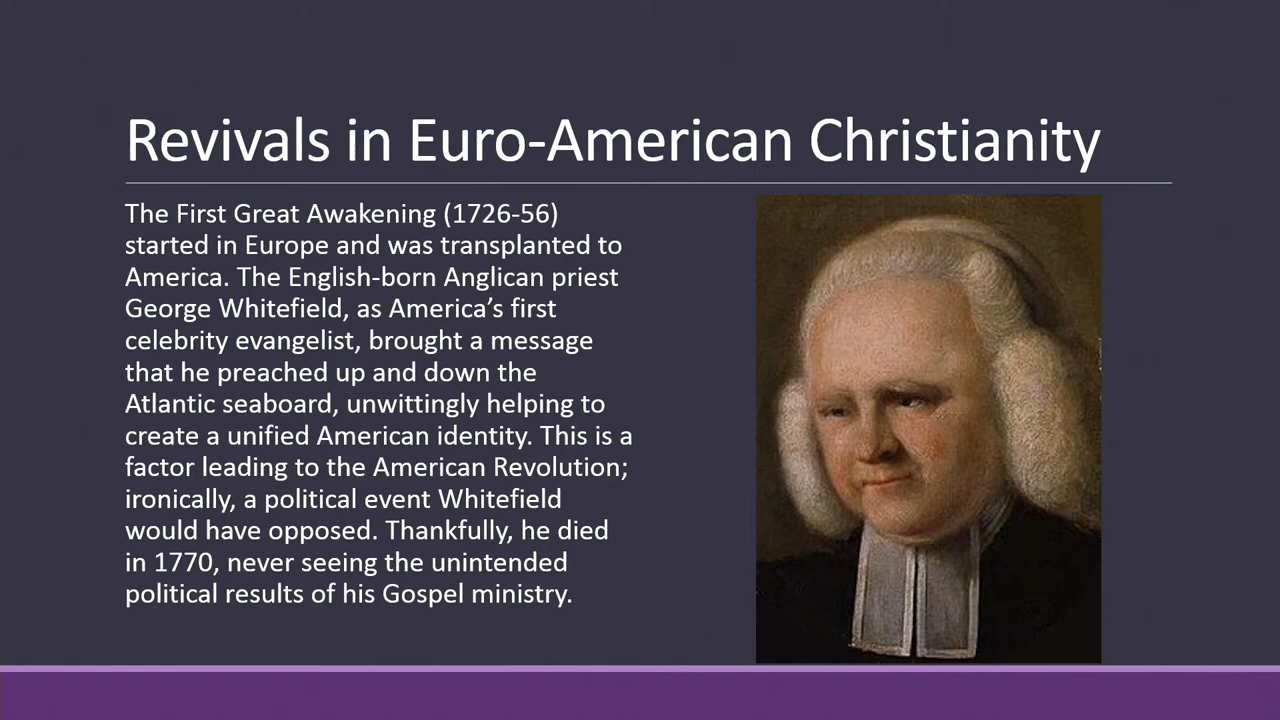 Revivals in Euro-American Christianity
The First Great Awakening (1726-56)
started in Europe and was transplanted to
America. The English-born Anglican priest
George Whitefield, as America’s first
celebrity evangelist, brought a message
that he preached up and down the
Atlantic seaboard, unwittingly helping to
create a unified American identity. This is a
factor leading to the American Revolution;
ironically, a political event Whitefield
would have opposed. Thankfully, he died
in 1770, never seeing the unintended
political results of his Gospel ministry.